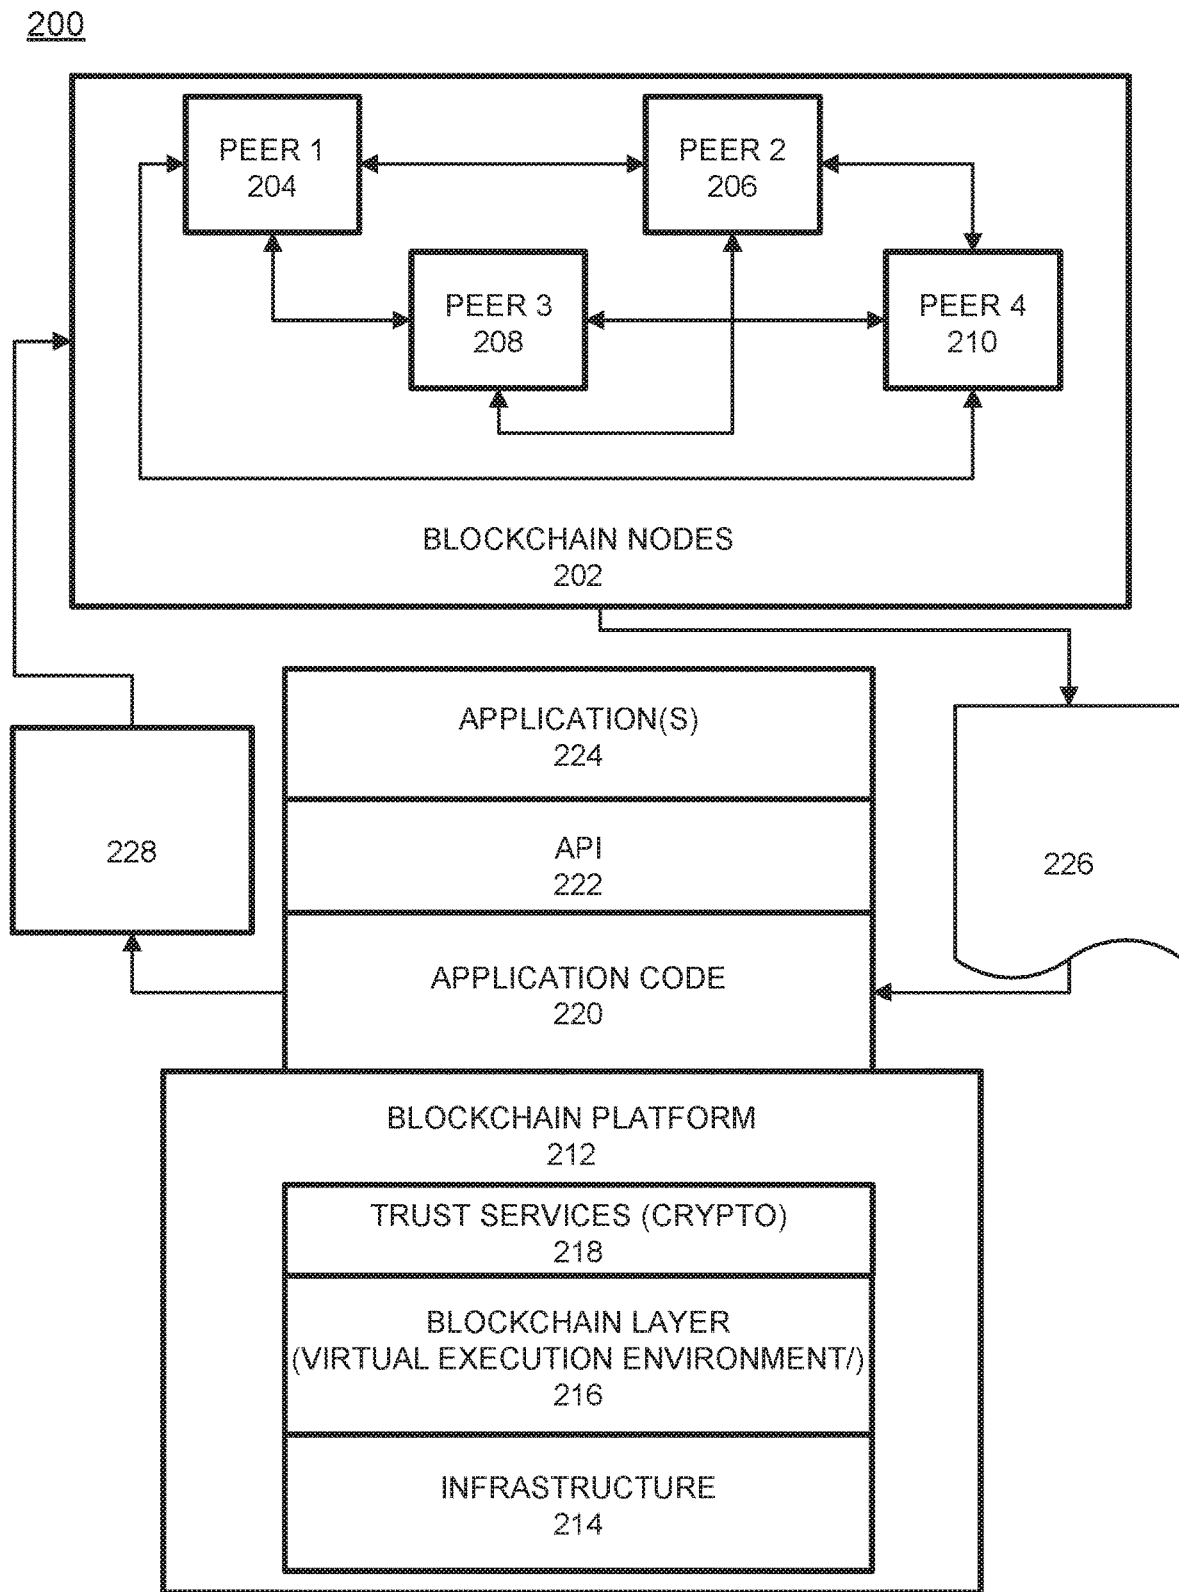 200
PEER 1
204
PEER 2
206
PEER 3
208
PEER 4
210
BLOCKCHAIN NODES
202
APPLICATION(S)
224
228
API
222
226
APPLICATION CODE
220
BLOCKCHAIN PLATFORM
212
TRUST SERVICES (CRYPTO)
218
BLOCKCHAIN LAYER
(VIRTUAL EXECUTION ENVIRONMENT/)
216
INFRASTRUCTURE
214